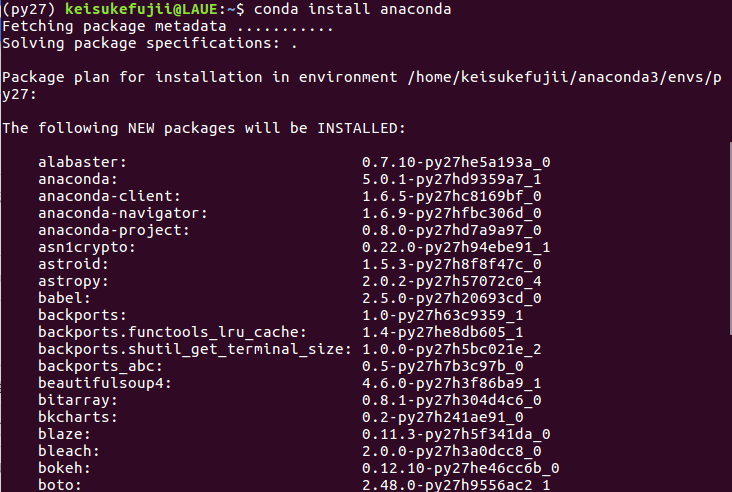 (py27) keisukefujii@LAUE:~$ conda install anaconda
Fetching package metadata ...........
Solving package specifications: .
Package plan for installation in environment /home/keisukefujii/anaconda3/envs/p
y27:
The following NEW packages will be INSTALLED:
alabaster: 0.7.10-py27he5a193a_0
anaconda: 5.0.1-py27hd9359a7_1
anaconda-client: 1.6.5-py27hc8169bf_0
anaconda-navigator: 1.6.9-py27hfbc306d_0
anaconda-project: 0.8.0-py27hd7a9a97_0
asn1crypto: 0.22.0-py27h94ebe91_1
astroid: 1.5.3-py27h8f8f47c_0
astropy: 2.0.2-py27h57072c0_4
babel: 2.5.0-py27h20693cd_0
backports: 1.0-py27h63c9359_1
backports.functools_lru_cache: 1.4-py27he8db605_1
backports.shutil_get_terminal_size: 1.0.0-py27h5bc021e_2
backports_abc: 0.5-py27h7b3c97b_0
beautifulsoup4: 4.6.0-py27h3f86ba9_1
bitarray: 0.8.1-py27h304d4c6_0
bkcharts: 0.2-py27h241ae91_0
blaze: 0.11.3-py27h5f341da_0
bleach: 2.0.0-py27h3a0dcc8_0
bokeh: 0.12.10-py27he46cc6b_0
boto: 2.48.0-py27h9556ac2_1